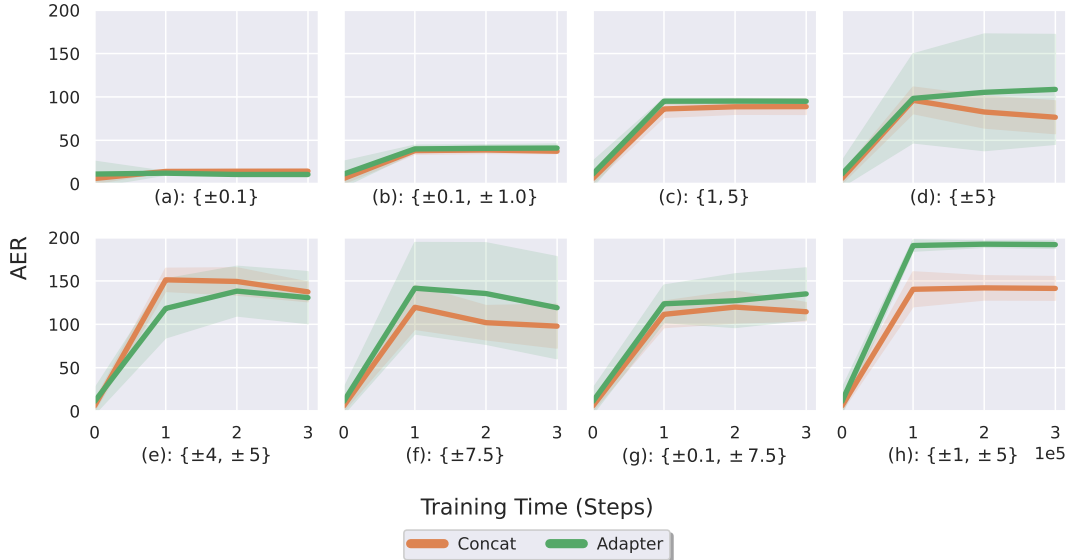 200
150
100
50
0
(a): {±0.1}
(b): {±0.1, ±1.0}
(c): {1, 5}
(d): {±5}
AER
200
150
100
50
0
0 1 2 3
0 1 2 3
0 1 2 3
0 1 2 3
1e5
(e): {±4, ±5}
(f): {±7.5}
(g): {±0.1, ±7.5}
(h): {±1, ±5}
Training Time (Steps)
Concat Adapter